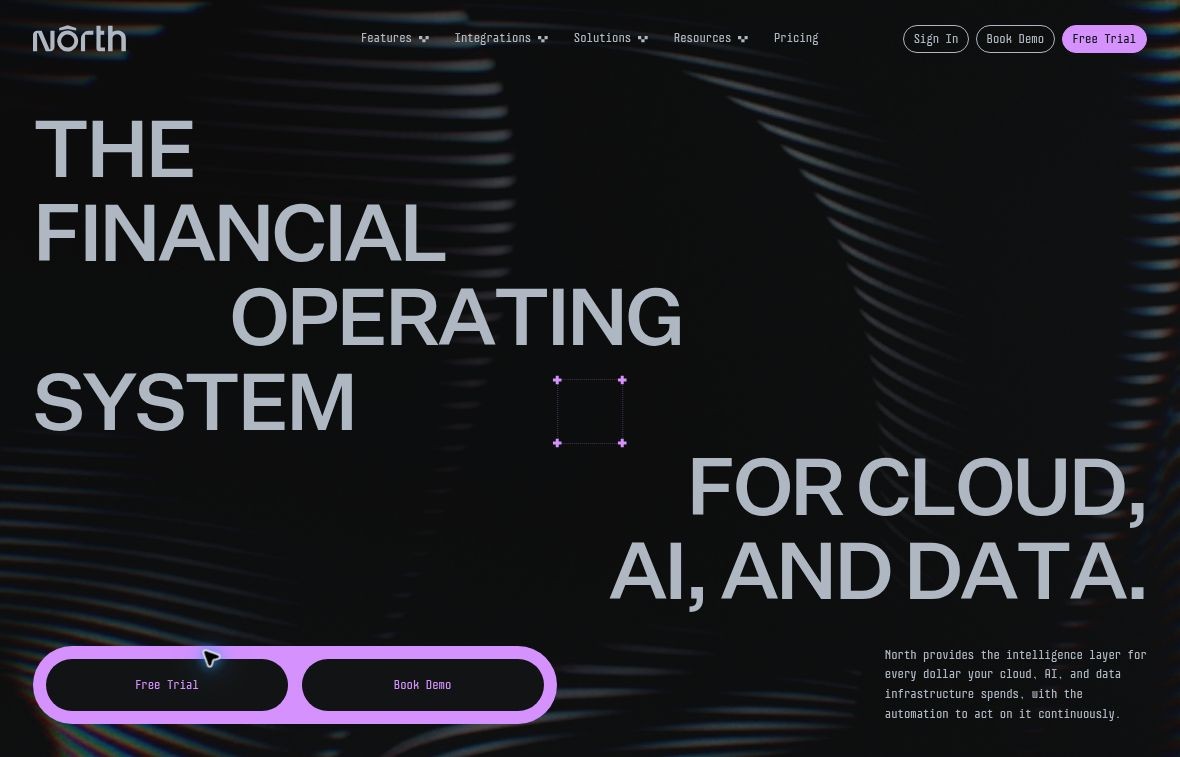 North
Features
Integrations
Solutions
Resources
Pricing
Sign In
Book Demo
Free Trial
THE
FINANCIAL
OPERATING
SYSTEM
FOR CLOUD,
AI, AND DATA.
Free Trial
Book Demo
North provides the intelligence layer for
every dollar your cloud, AI, and data
infrastructure spends, with the
automation to act on it continuously.